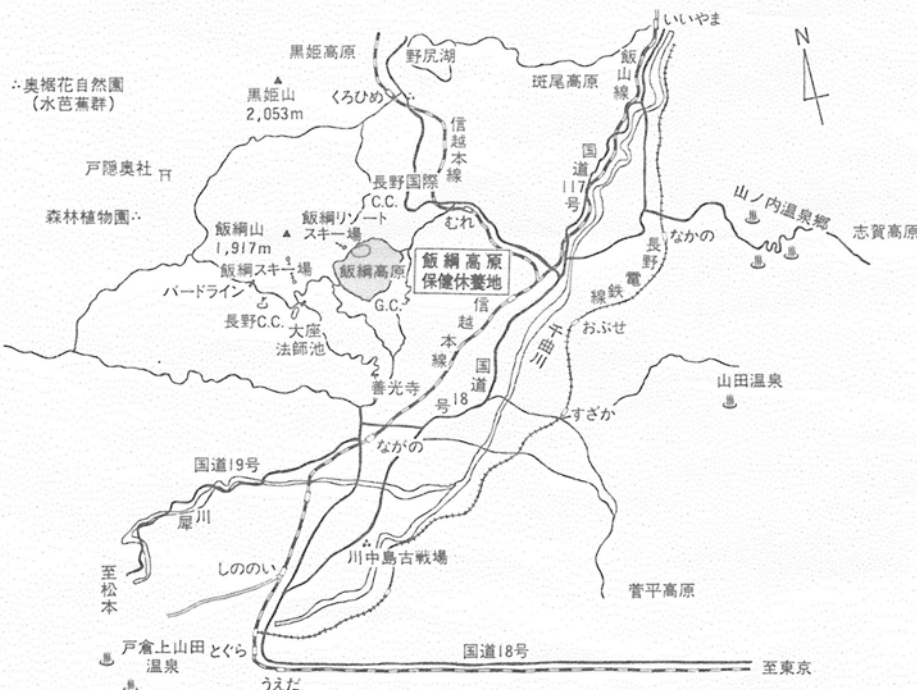 いいやま
N
黒姫高原
野尻湖
斑尾高原
飯山線
∴奥裾花自然園
(水芭蕉群)
黒姫山
2,053m
くろひめ
信越本線
国道117号
戸隠奥社
長野国際
C.C.
山ノ内温泉郷
志賀高原
森林植物園∴
飯綱山
1,917m
飯綱リゾート
スキー場
むれ
なかの
飯綱スキー場
飯綱高原
飯綱高原
保健休養地
長野電鉄線
バードライン
長野C.C.
G.C.
大座
法師池
信越本線
国道18号
千曲川
おぶせ
善光寺
山田温泉
すざか
ながの
国道19号
犀川
川中島古戦場
しののい
至松本
菅平高原
戸倉上山田
温泉
とぐら
国道18号
至東京
うえだ